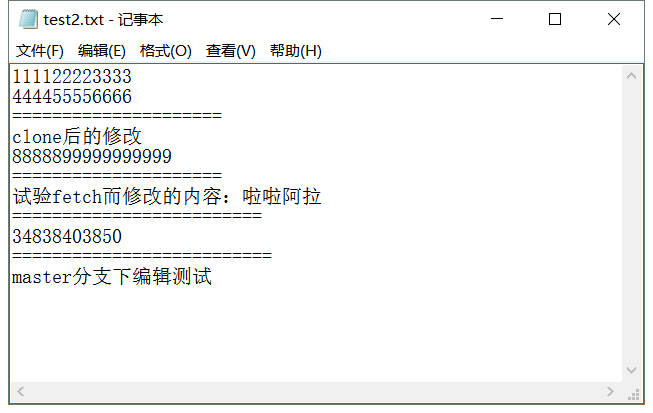 test2.txt - 记事本
文件(F) 编辑(E) 格式(O) 查看(V) 帮助(H)
111122223333
444455556666
=====================
clone后的修改
8888899999999999
=====================
试验fetch而修改的内容：啦啦阿拉
=========================
34838403850
==========================
master分支下编辑测试